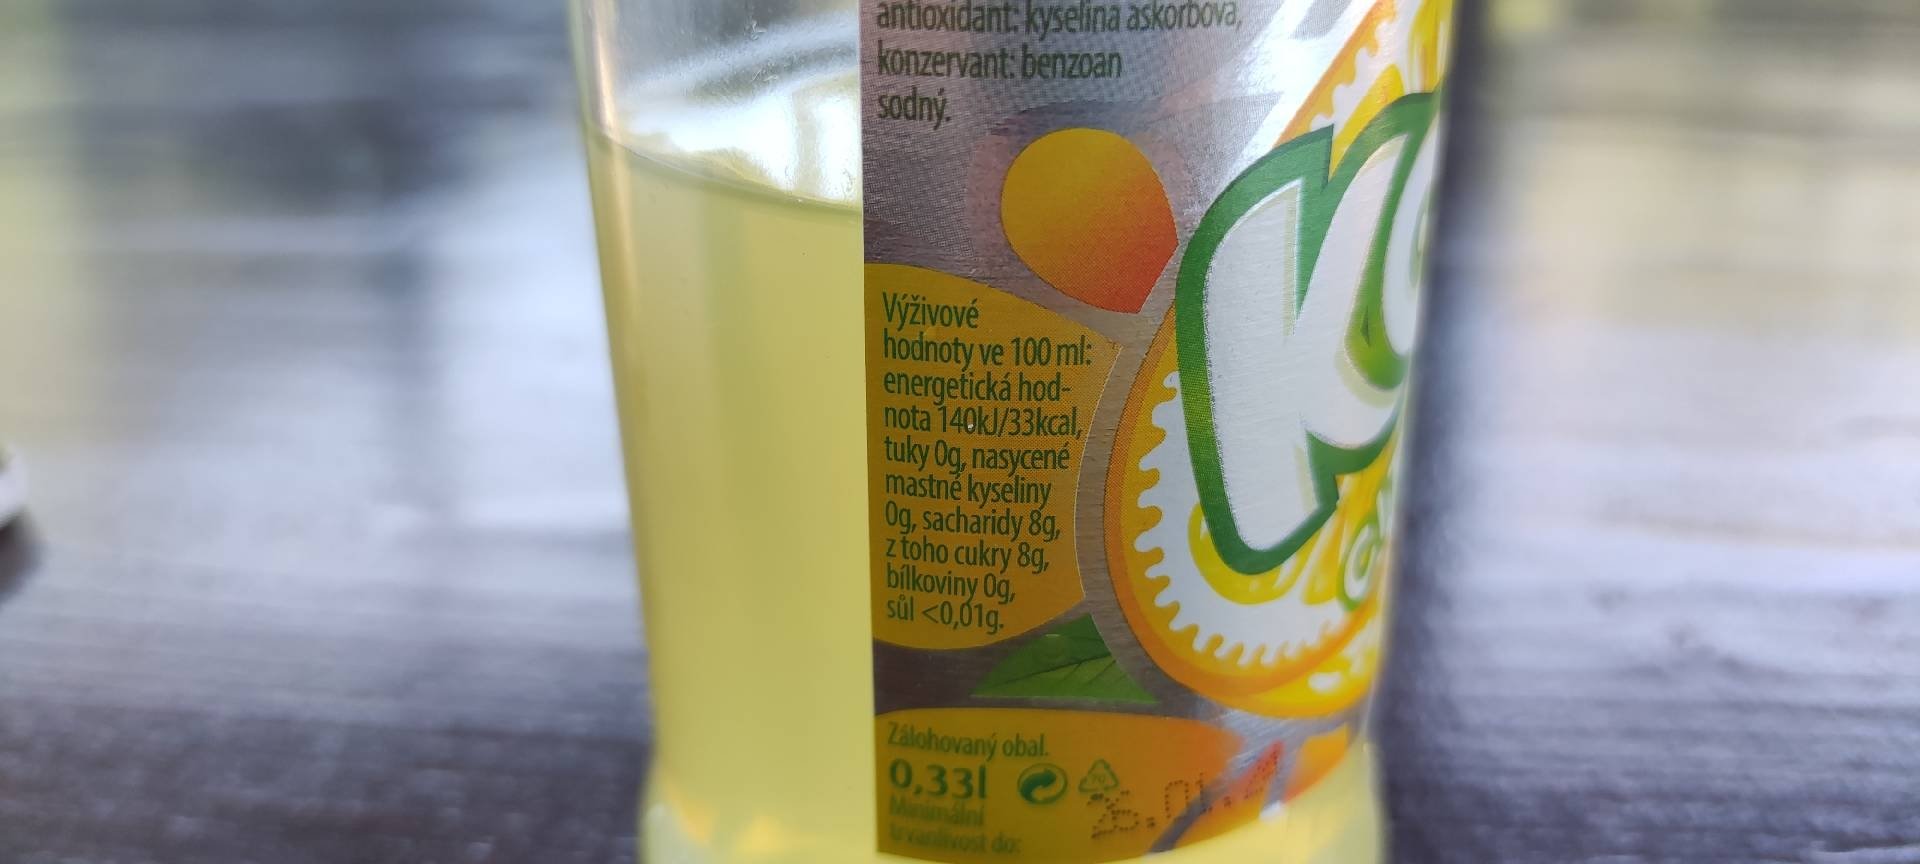 antioxidant: kyselina askorbová,
konzervant: benzoan
sodný.
Výživové
hodnoty ve 100 ml:
energetická hod-
nota 140kJ/33kcal,
tuky 0g, nasycené
mastné kyseliny
0g, sacharidy 8g,
z toho cukry 8g,
bílkoviny 0g,
sůl <0,01g.
Zálohovaný obal.
0,33l
Minimální
trvanlivost do: